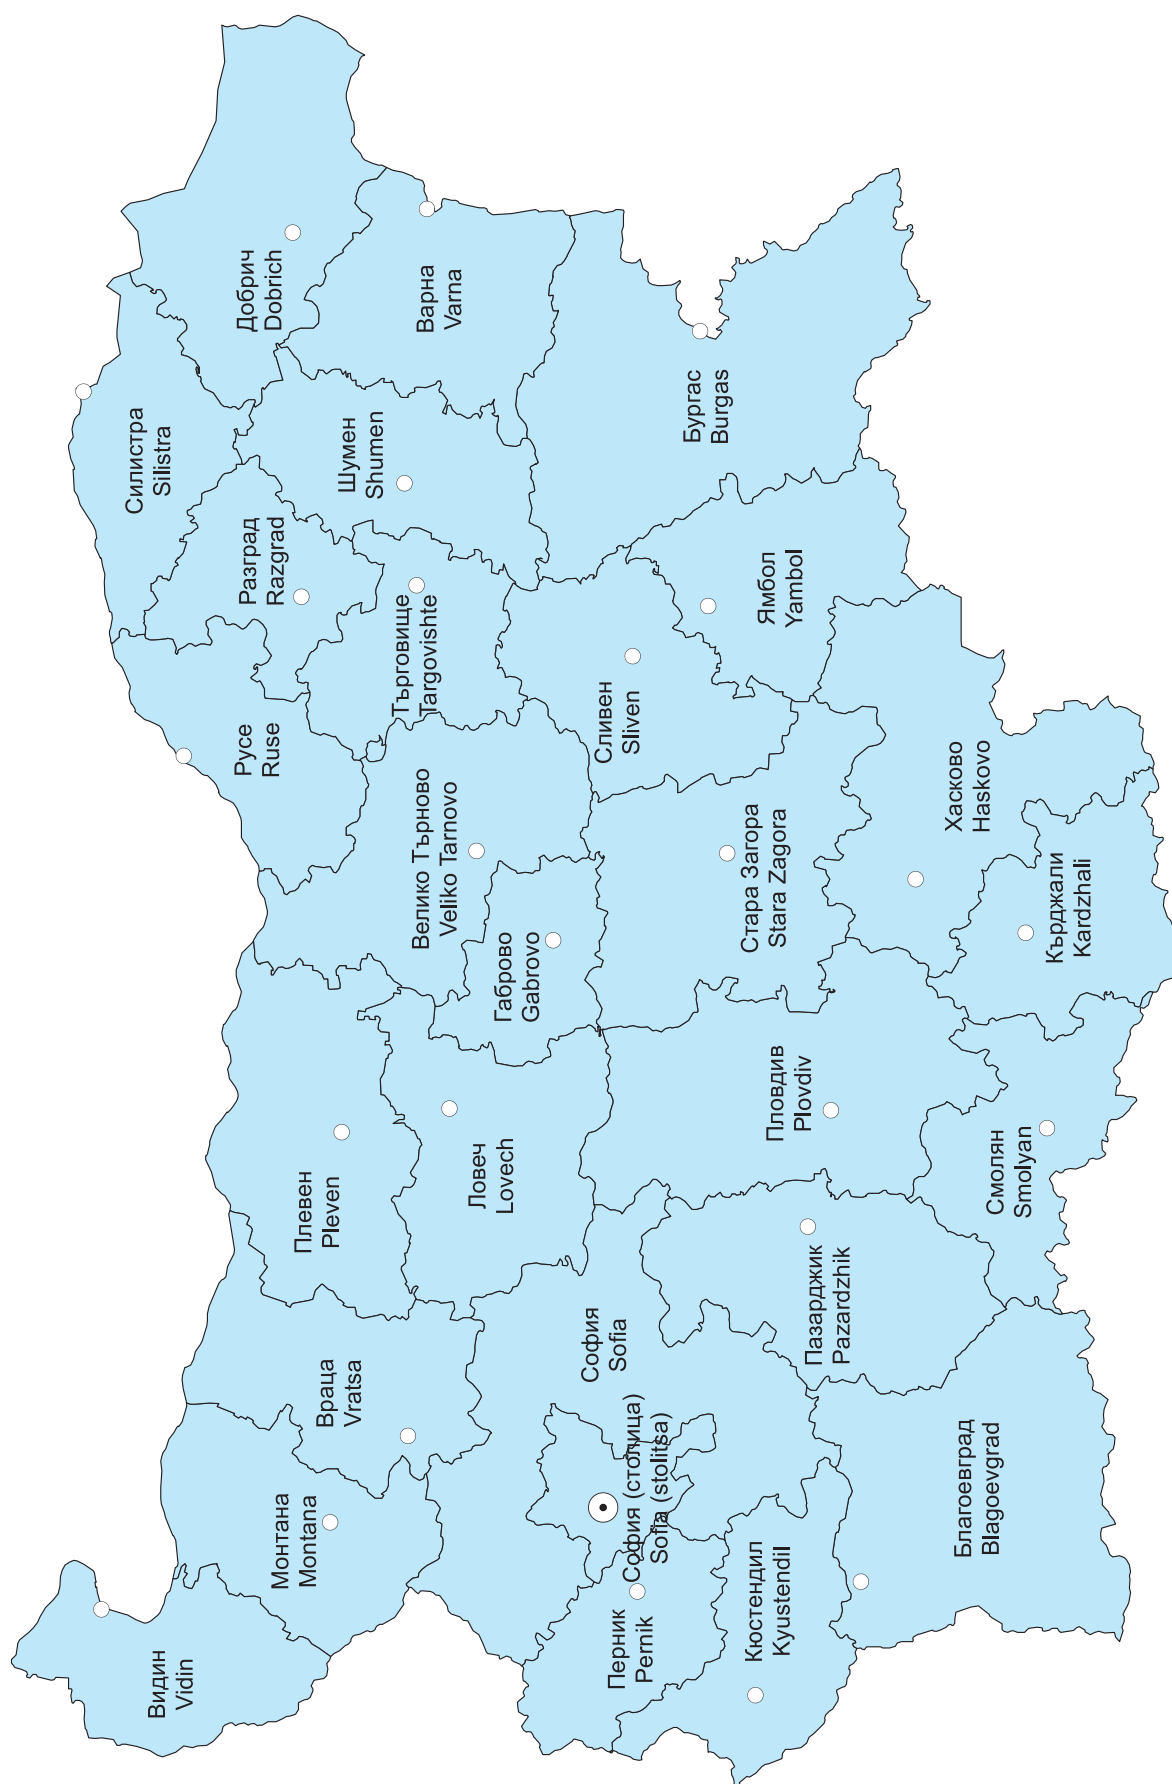 Видин
Vidin
Монтана
Montana
Враца
Vratsa
Плевен
Pleven
Русе
Ruse
Разград
Razgrad
Силистра
Silistra
Добрич
Dobrich
Ловеч
Lovech
Габрово
Gabrovo
Велико Търново
Veliko Tarnovo
Търговище
Targovishte
Шумен
Shumen
Варна
Varna
София
Sofia
София (столица)
Sofia (stolitsa)
Перник
Pernik
Кюстендил
Kyustendil
Пазарджик
Pazardzhik
Пловдив
Plovdiv
Стара Загора
Stara Zagora
Сливен
Sliven
Ямбол
Yambol
Бургас
Burgas
Благоевград
Blagoevgrad
Смолян
Smolyan
Кърджали
Kardzhali
Хасково
Haskovo